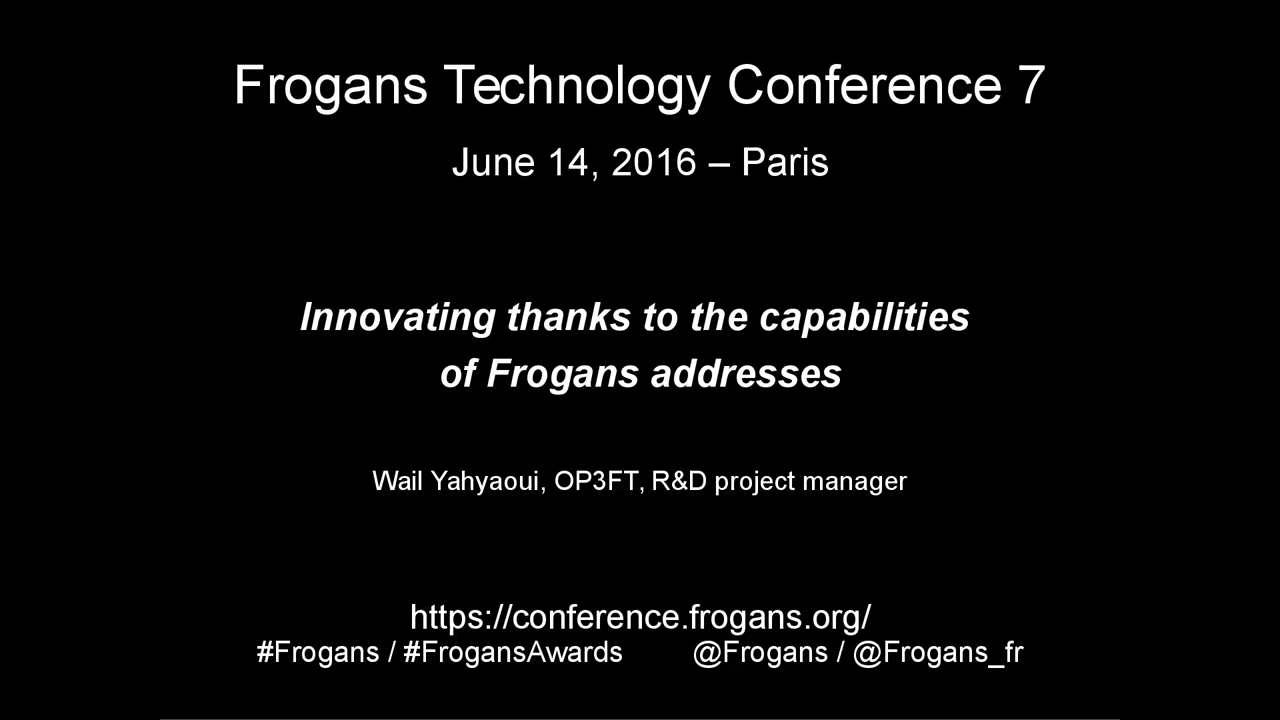 Frogans Technology Conference 7
June 14, 2016 – Paris
Innovating thanks to the capabilities
of Frogans addresses
Wail Yahyaoui, OP3FT, R&D project manager
https://conference.frogans.org/
#Frogans / #FrogansAwards @Frogans / @Frogans_fr